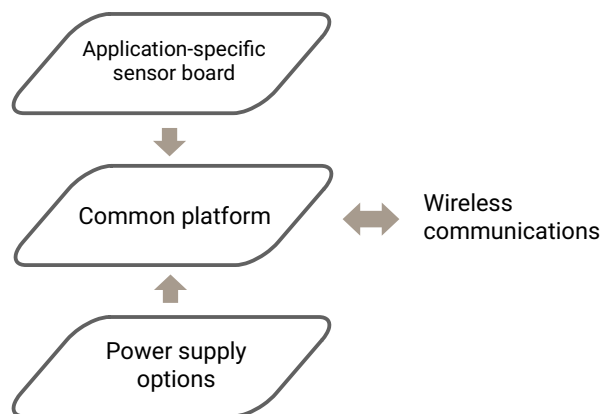 Application-specific
sensor board
Common platform
Wireless
communications
Power supply
options